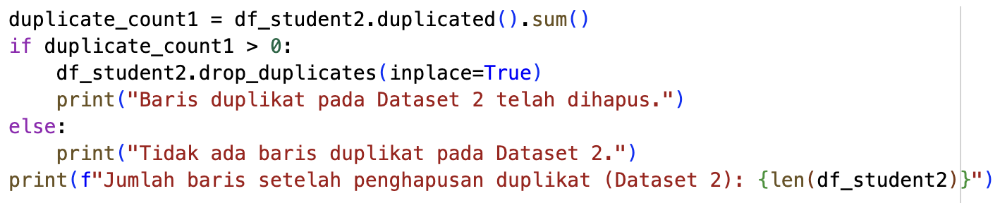 duplicate_count1 = df_student2.duplicated().sum()
if duplicate_count1 > 0:
    df_student2.drop_duplicates(inplace=True)
    print("Baris duplikat pada Dataset 2 telah dihapus.")
else:
    print("Tidak ada baris duplikat pada Dataset 2.")
print(f"Jumlah baris setelah penghapusan duplikat (Dataset 2): {len(df_student2)}")